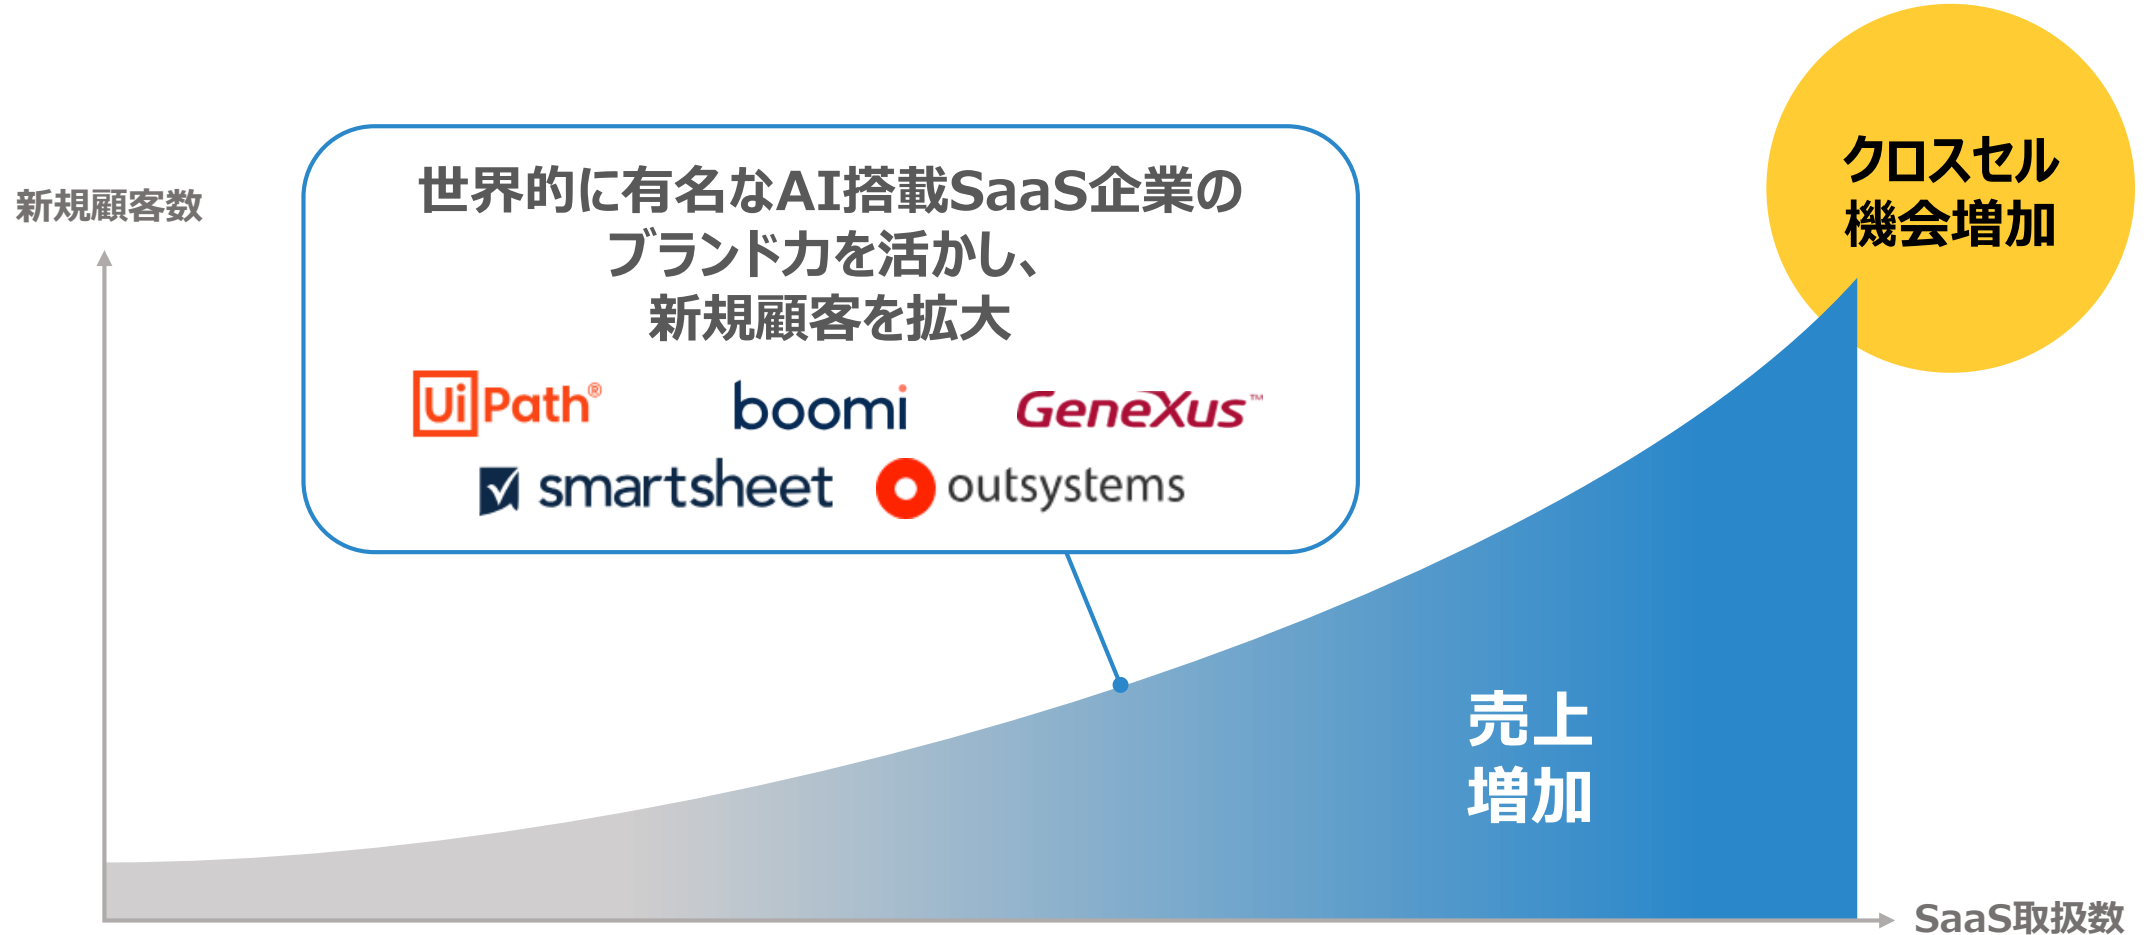 新規顧客数
世界的に有名なAI搭載SaaS企業の
ブランド力を活かし、
新規顧客を拡大
UiPath®
boomi
GeneXus™
smartsheet
outsystems
クロスセル
機会増加
売上
増加
SaaS取扱数